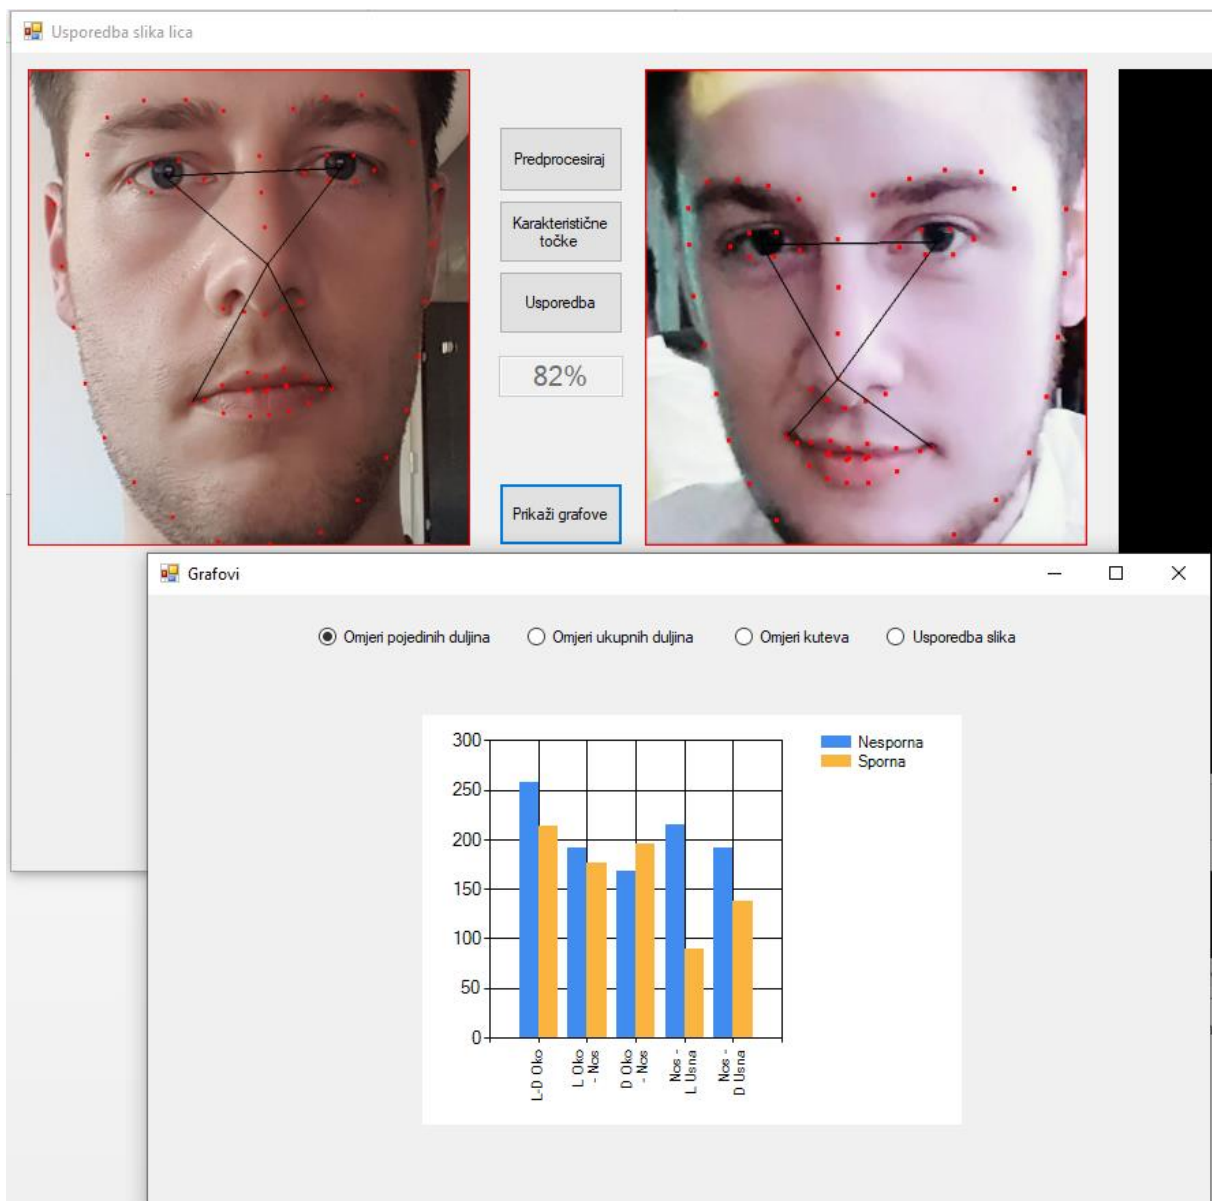 Usporedba slika lica
Predprocesiraj
Karakteristične
točke
Usporedba
82%
Prikaži grafove
Grafovi
Omjeri pojedinih duljina
Omjeri ukupnih duljina
Omjeri kuteva
Usporedba slika
300
250
200
150
100
50
0
Nesporna
Sporna
L-D Oko
L Oko
- Nos
D Oko
- Nos
Nos -
L Usna
Nos -
D Usna